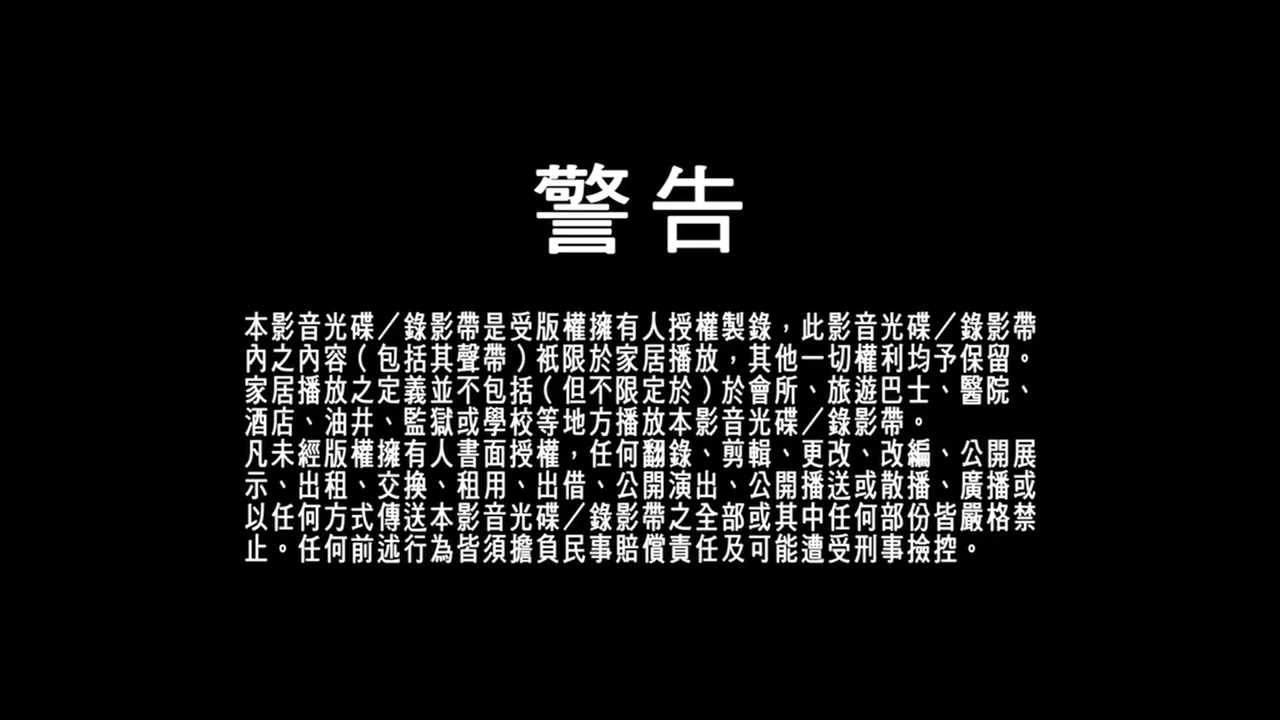 警告
本影音光碟／錄影帶是受版權擁有人授權製錄，此影音光碟／錄影帶
內之內容（包括其聲帶）祇限於家居播放，其他一切權利均予保留。
家居播放之定義並不包括（但不限定於）於會所、旅遊巴士、醫院、
酒店、油井、監獄或學校等地方播放本影音光碟／錄影帶。
凡未經版權擁有人書面授權，任何翻錄、剪輯、更改、改編、公開展
示、出租、交換、租用、出借、公開演出、公開播送或散播、廣播或
以任何方式傳送本影音光碟／錄影帶之全部或其中任何部份皆嚴格禁
止。任何前述行為皆須擔負民事賠償責任及可能遭受刑事撿控。